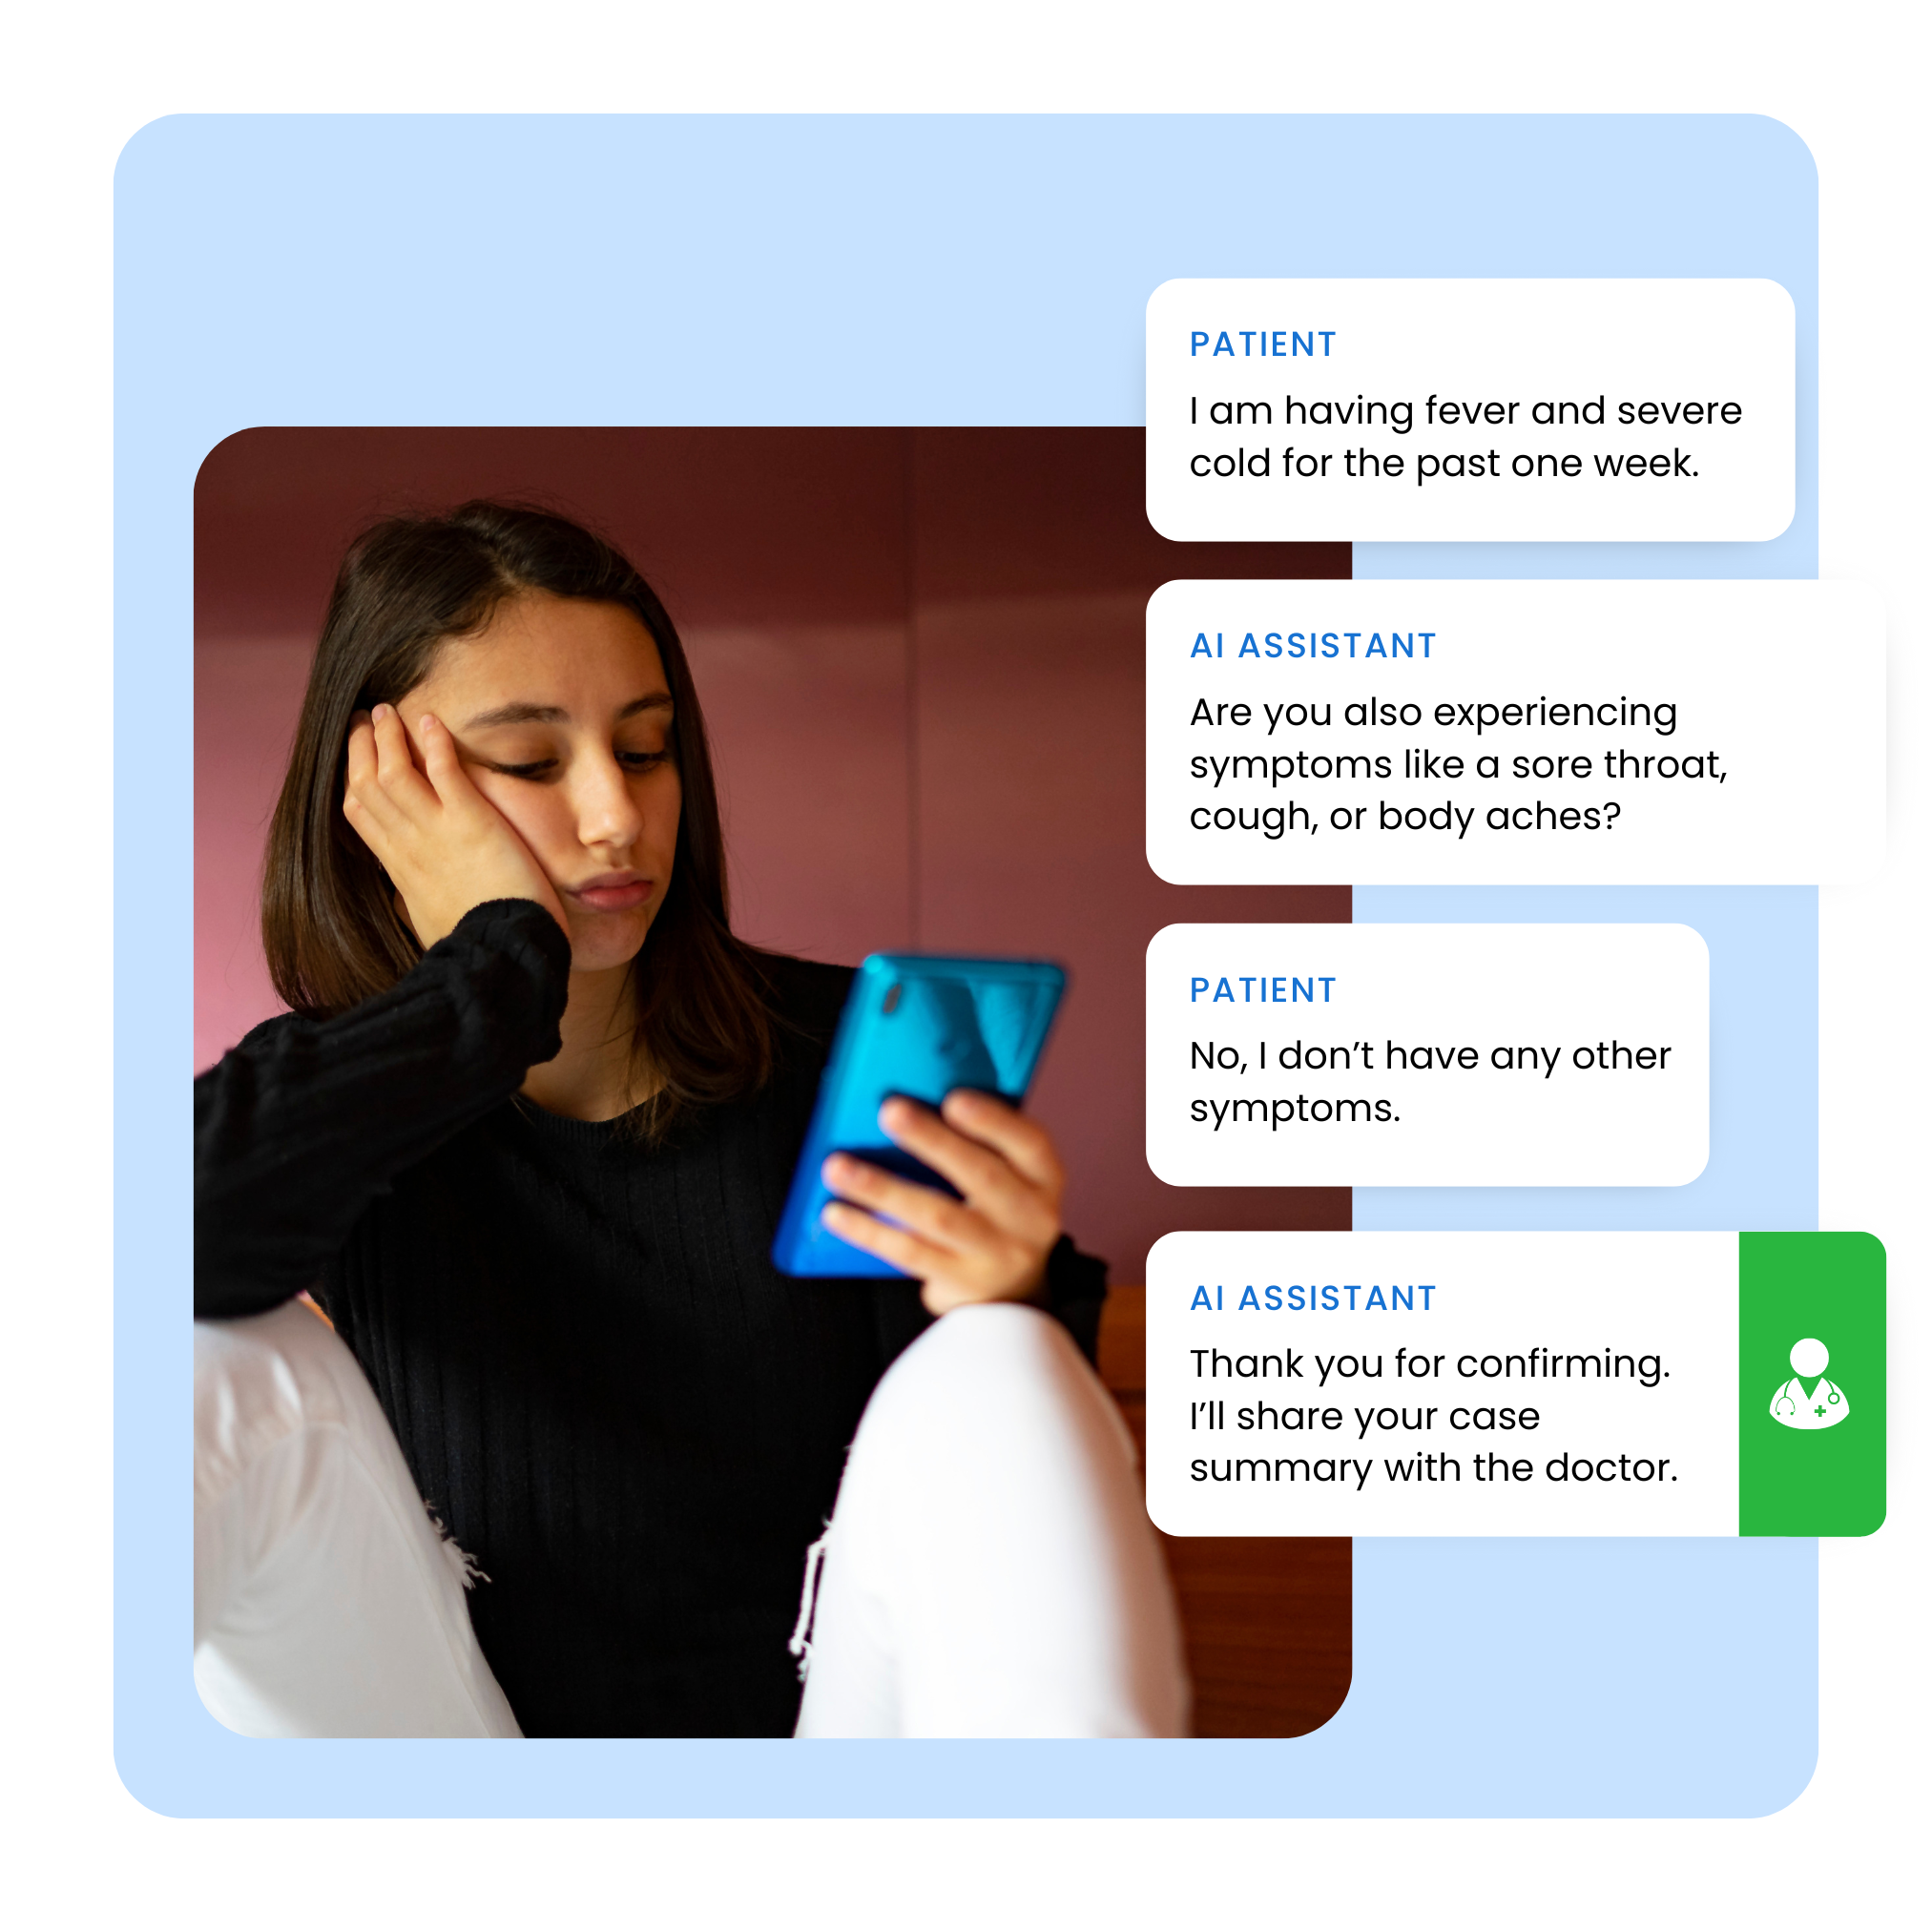 PATIENT
I am having fever and severe
cold for the past one week.
AI ASSISTANT
Are you also experiencing
symptoms like a sore throat,
cough, or body aches?
PATIENT
No, I don’t have any other
symptoms.
AI ASSISTANT
Thank you for confirming.
I’ll share your case
summary with the doctor.